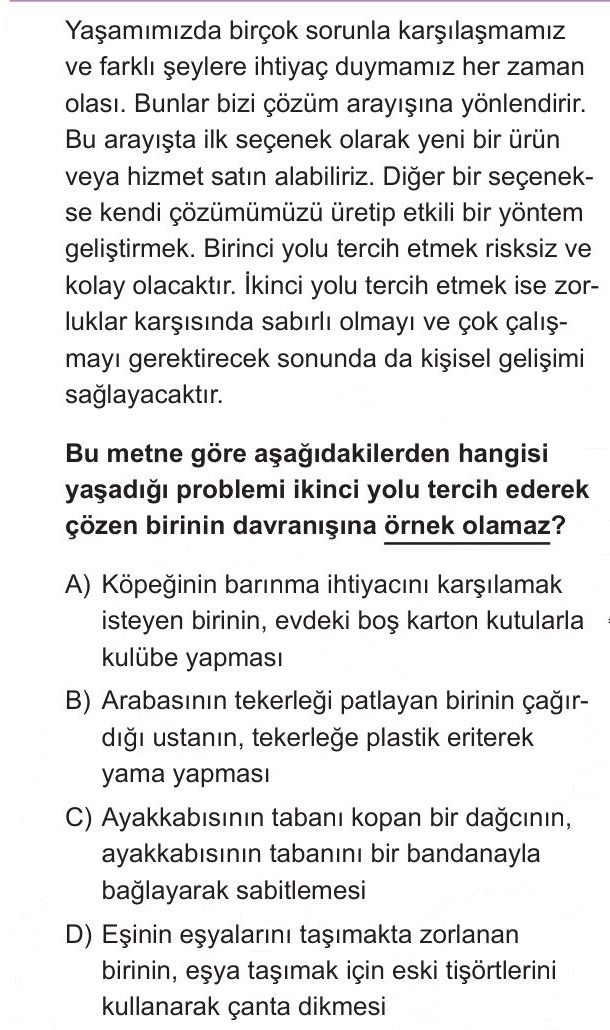 Yaşamımızda birçok sorunla karşılaşmamız
ve farklı şeylere ihtiyaç duymamız her zaman
olası. Bunlar bizi çözüm arayışına yönlendirir.
Bu arayışta ilk seçenek olarak yeni bir ürün
veya hizmet satın alabiliriz. Diğer bir seçenek-
se kendi çözümümüzü üretip etkili bir yöntem
geliştirmek. Birinci yolu tercih etmek risksiz ve
kolay olacaktır. İkinci yolu tercih etmek ise zor-
luklar karşısında sabırlı olmayı ve çok çalış-
mayı gerektirecek sonunda da kişisel gelişimi
sağlayacaktır.
Bu metne göre aşağıdakilerden hangisi
yaşadığı problemi ikinci yolu tercih ederek
çözen birinin davranışına örnek olamaz?
A) Köpeğinin barınma ihtiyacını karşılamak
isteyen birinin, evdeki boş karton kutularla
kulübe yapması
B) Arabasının tekerleği patlayan birinin çağır-
dığı ustanın, tekerleğe plastik eriterek
yama yapması
C) Ayakkabısının tabanı kopan bir dağcının,
ayakkabısının tabanını bir bandanayla
bağlayarak sabitlemesi
D) Eşinin eşyalarını taşımakta zorlanan
birinin, eşya taşımak için eski tişörtlerini
kullanarak çanta dikmesi